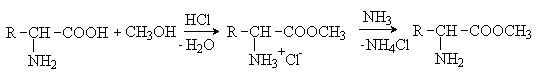 HCl NH₃
R – CH – COOH + CH₃OH → R – CH – COOCH₃ → R – CH – COOCH₃
- H₂O -NH₄Cl
NH₂ NH₃⁺Cl⁻ NH₂